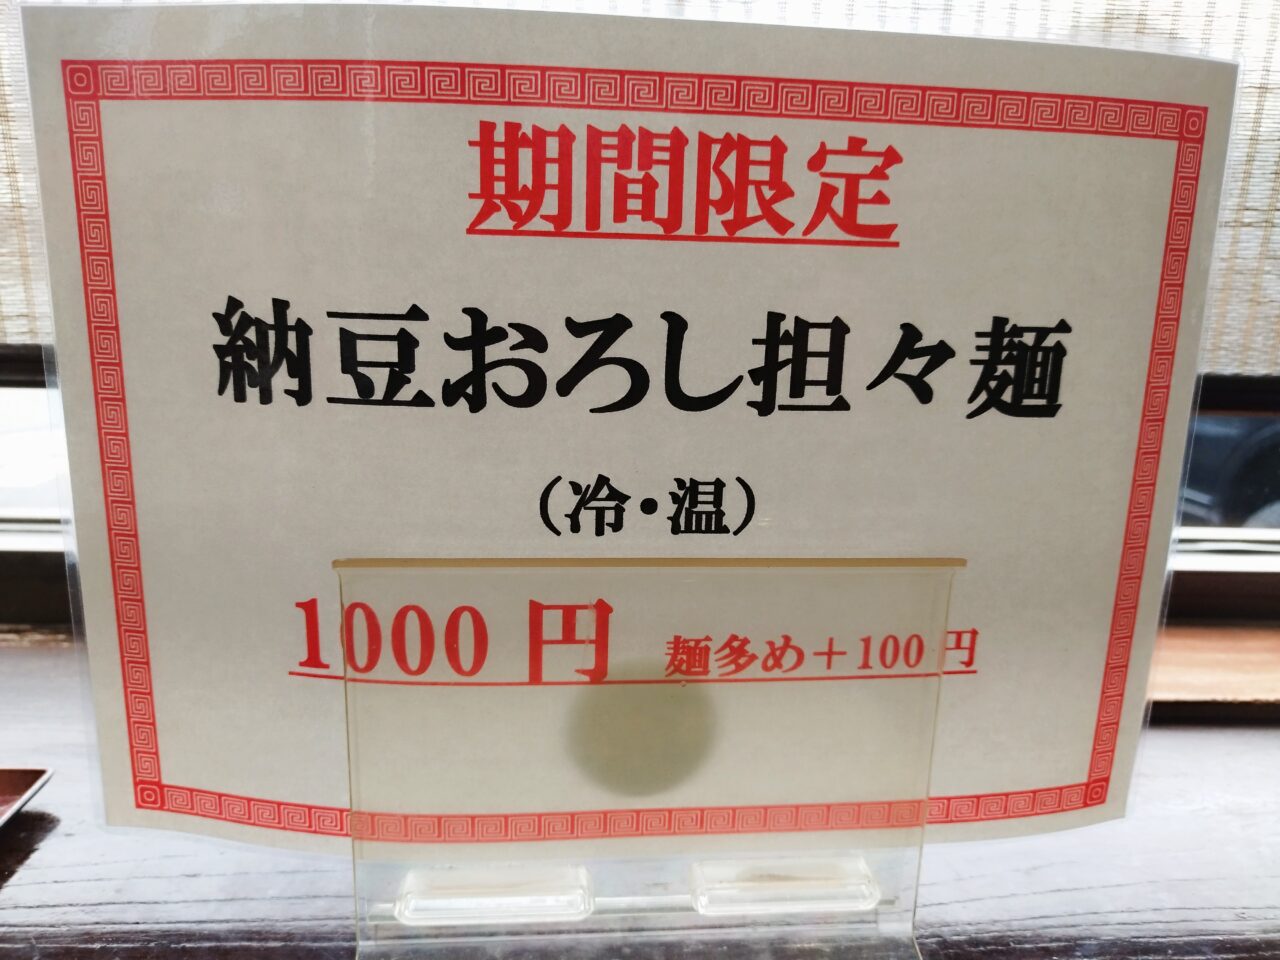 期間限定
納豆おろし担々麺
（冷・温）
1000 円 麺多め＋100 円